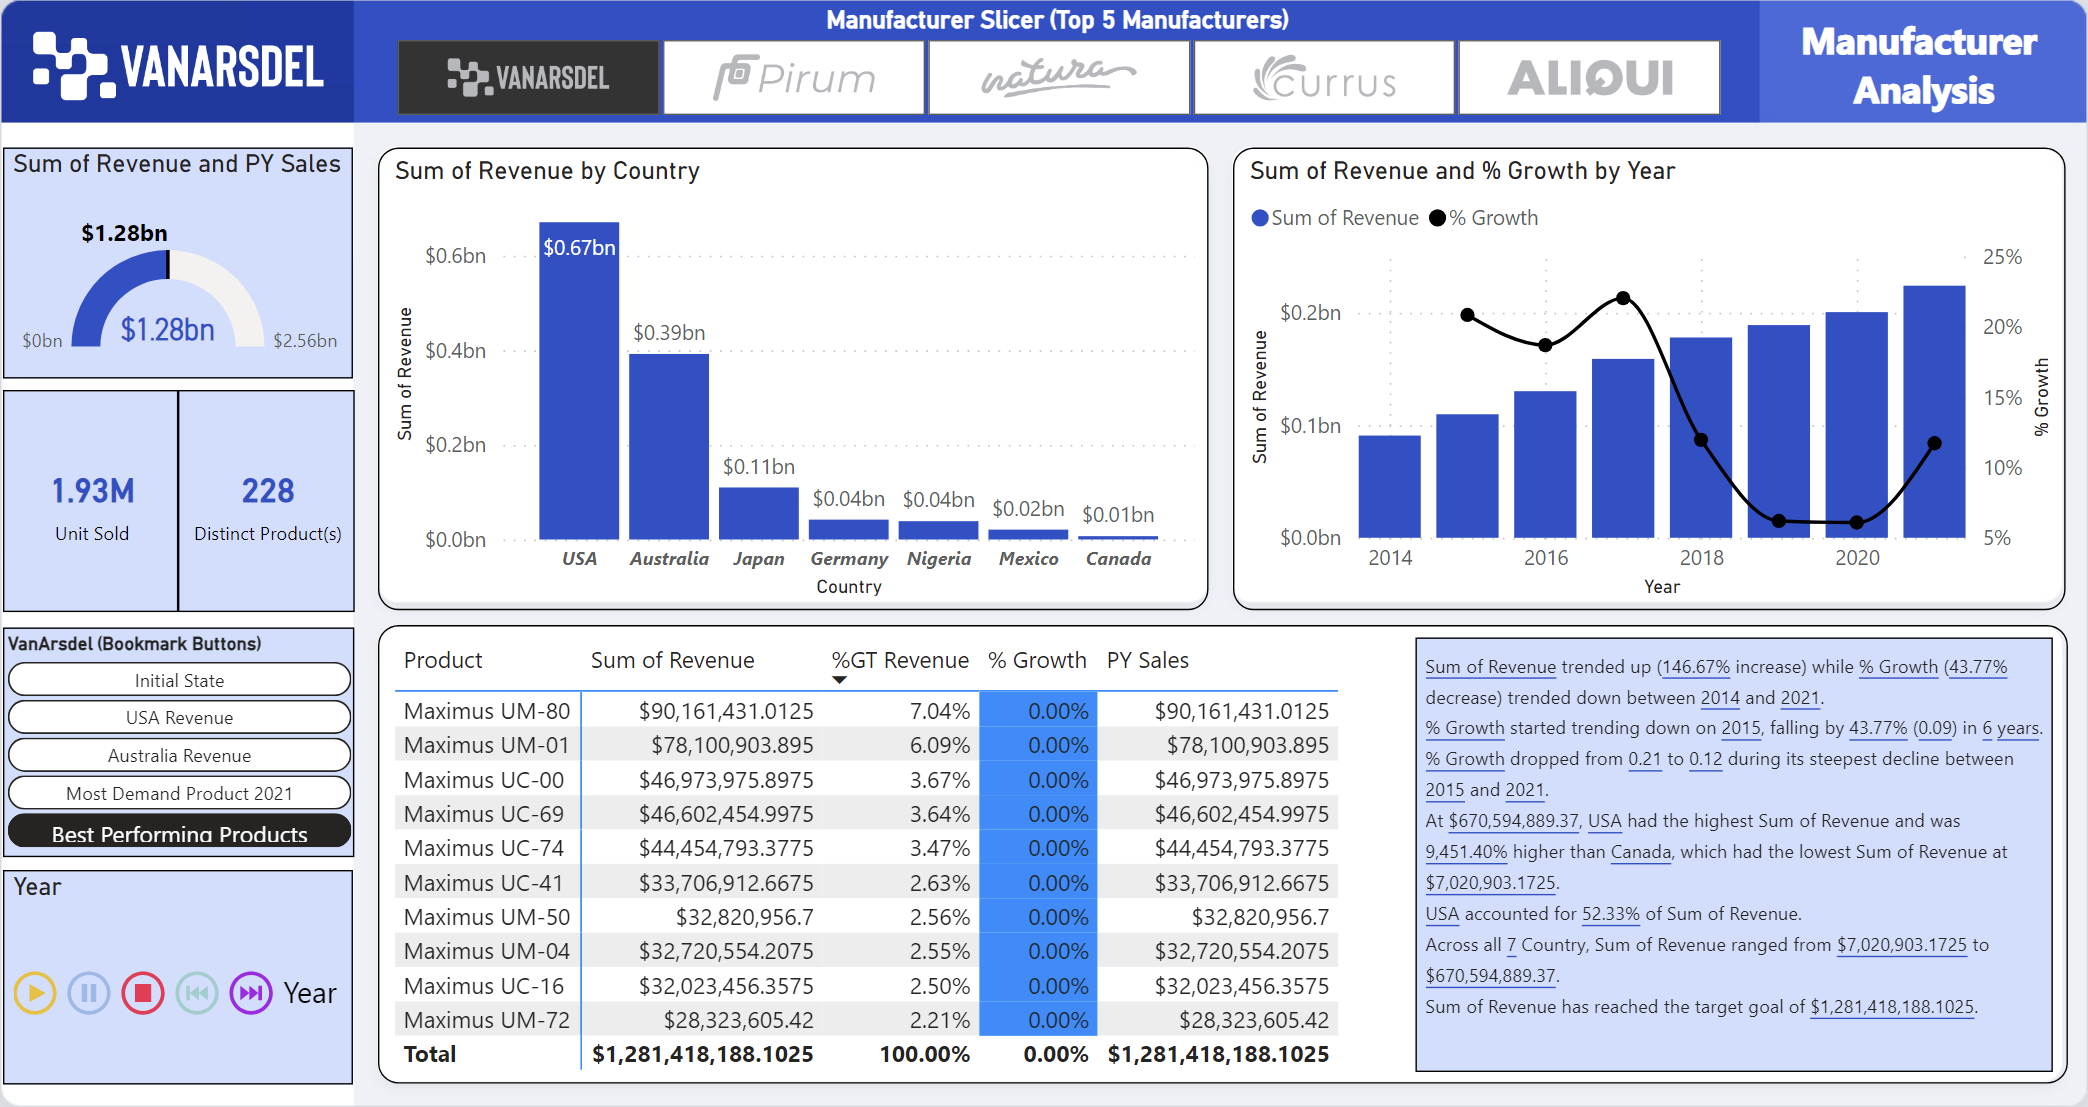 VANARSDEL
Manufacturer Slicer (Top 5 Manufacturers)
VANARSDEL
Pirum
natura
currus
ALIQUI
Manufacturer
Analysis
Sum of Revenue and PY Sales
$1.28bn
$1.28bn
$0bn
$2.56bn
1.93M
Unit Sold
228
Distinct Product(s)
VanArsdel (Bookmark Buttons)
Initial State
USA Revenue
Australia Revenue
Most Demand Product 2021
Best Performing Products
Year
Year
Sum of Revenue by Country
Sum of Revenue
$0.6bn
$0.4bn
$0.2bn
$0.0bn
$0.67bn
$0.39bn
$0.11bn
$0.04bn
$0.04bn
$0.02bn
$0.01bn
USA Australia Japan Germany Nigeria Mexico Canada
Country
Sum of Revenue and % Growth by Year
Sum of Revenue % Growth
Sum of Revenue
$0.2bn
$0.1bn
$0.0bn
25%
20%
15%
10%
5%
% Growth
2014 2016 2018 2020
Year
Product Sum of Revenue %GT Revenue % Growth PY Sales
Maximus UM-80 $90,161,431.0125 7.04% 0.00% $90,161,431.0125
Maximus UM-01 $78,100,903.895 6.09% 0.00% $78,100,903.895
Maximus UC-00 $46,973,975.8975 3.67% 0.00% $46,973,975.8975
Maximus UC-69 $46,602,454.9975 3.64% 0.00% $46,602,454.9975
Maximus UC-74 $44,454,793.3775 3.47% 0.00% $44,454,793.3775
Maximus UC-41 $33,706,912.6675 2.63% 0.00% $33,706,912.6675
Maximus UM-50 $32,820,956.7 2.56% 0.00% $32,820,956.7
Maximus UM-04 $32,720,554.2075 2.55% 0.00% $32,720,554.2075
Maximus UC-16 $32,023,456.3575 2.50% 0.00% $32,023,456.3575
Maximus UM-72 $28,323,605.42 2.21% 0.00% $28,323,605.42
Total $1,281,418,188.1025 100.00% 0.00% $1,281,418,188.1025
Sum of Revenue trended up (146.67% increase) while % Growth (43.77%
decrease) trended down between 2014 and 2021.
% Growth started trending down on 2015, falling by 43.77% (0.09) in 6 years.
% Growth dropped from 0.21 to 0.12 during its steepest decline between
2015 and 2021.
At $670,594,889.37, USA had the highest Sum of Revenue and was
9,451.40% higher than Canada, which had the lowest Sum of Revenue at
$7,020,903.1725.
USA accounted for 52.33% of Sum of Revenue.
Across all 7 Country, Sum of Revenue ranged from $7,020,903.1725 to
$670,594,889.37.
Sum of Revenue has reached the target goal of $1,281,418,188.1025.